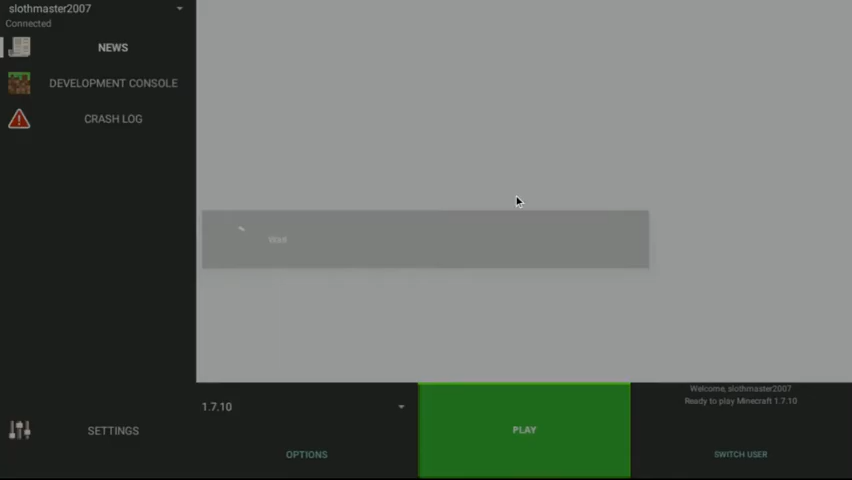 slothmaster2007
Connected
NEWS
DEVELOPMENT CONSOLE
CRASH LOG
Wait
SETTINGS
1.7.10
OPTIONS
PLAY
Welcome, slothmaster2007
Ready to play Minecraft 1.7.10
SWITCH USER